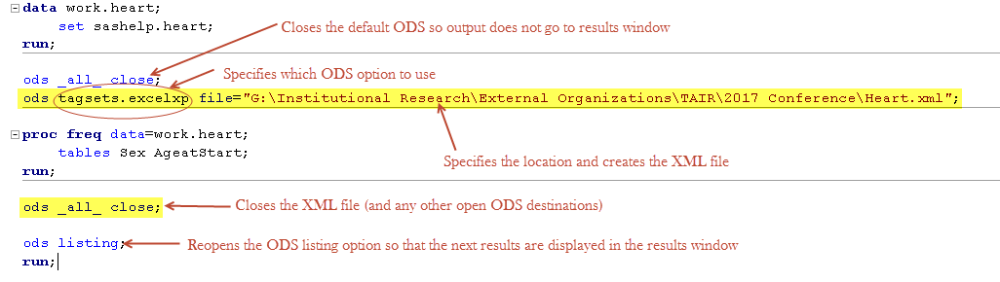 data work.heart;
set sashelp.heart;
Closes the default ODS so output does not go to results window
run;
Specifies which ODS option to use
ods _all_ close;
ods tagsets.excelxp file="G:\Institutional Research\External Organizations\TAIR\2017 Conference\Heart.xml";
proc freq data=work.heart;
tables Sex AgeatStart;
Specifies the location and creates the XML file
run;
ods _all_ close;
Closes the XML file (and any other open ODS destinations)
ods listing;
Reopens the ODS listing option so that the next results are displayed in the results window
run;